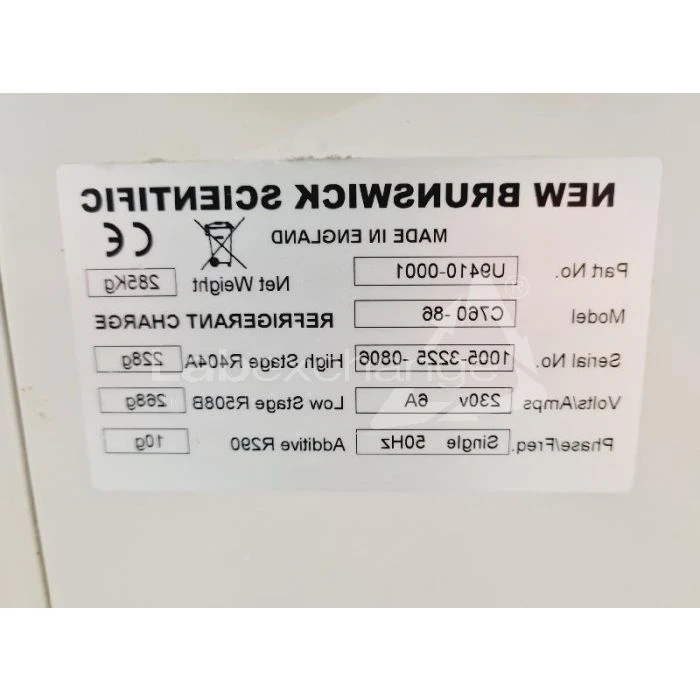 NEW BRUNSWICK SCIENTIFIC
MADE IN ENGLAND
CE
Part No. U9410-0001 Net Weight 285Kg
Model C760-86 REFRIGERANT CHARGE
Serial No. 1005-3225-0806 High Stage R404A 228g
Volts/Amps 230v 6A Low Stage R508B 268g
Phase/Freq. Single 50Hz Additive R290 10g
Labexchange
®